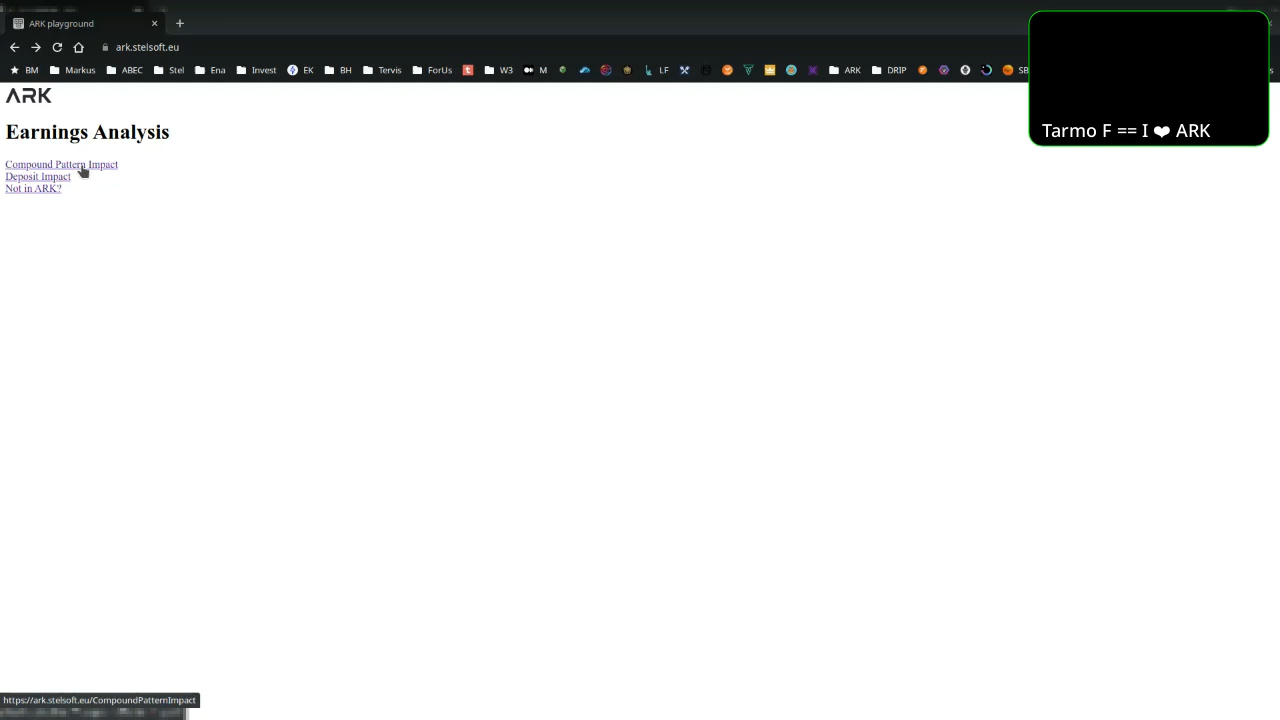 ARK playground
ark.stelsoft.eu
BM Markus ABEC Stel Ena Invest EK BH Tervis ForUs W3 M LF ARK DRIP SB
ARK
Earnings Analysis
Compound Pattern Impact
Deposit Impact
Not in ARK?
Tarmo F == I ❤ ARK
https://ark.stelsoft.eu/CompoundPatternImpact